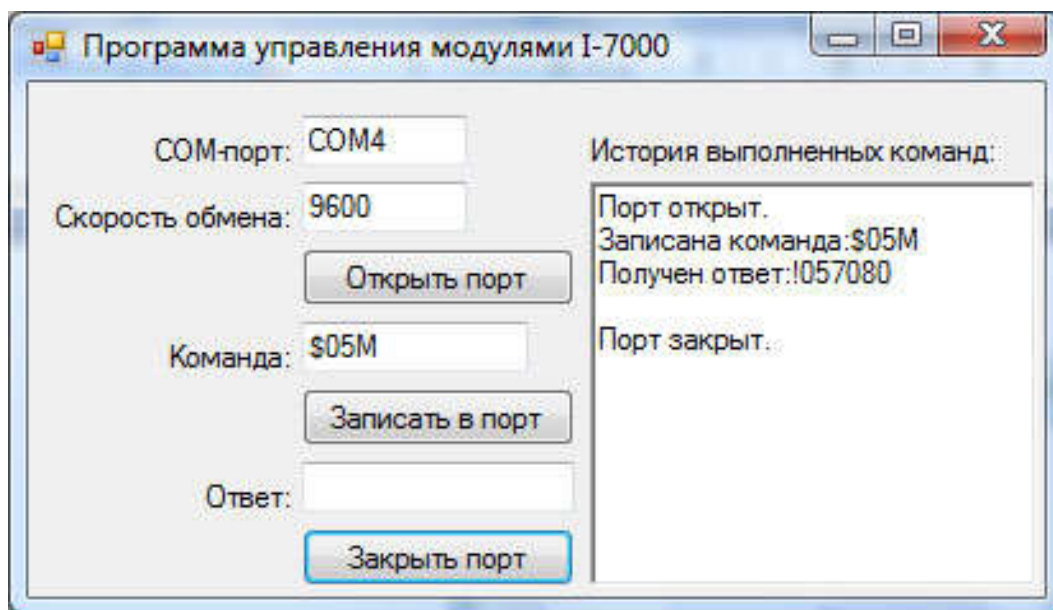 Программа управления модулями I-7000
COM-порт: COM4
Скорость обмена: 9600
Открыть порт
Команда: $05M
Записать в порт
Ответ:
Закрыть порт
История выполненных команд:
Порт открыт.
Записана команда:$05M
Получен ответ:!057080
Порт закрыт.